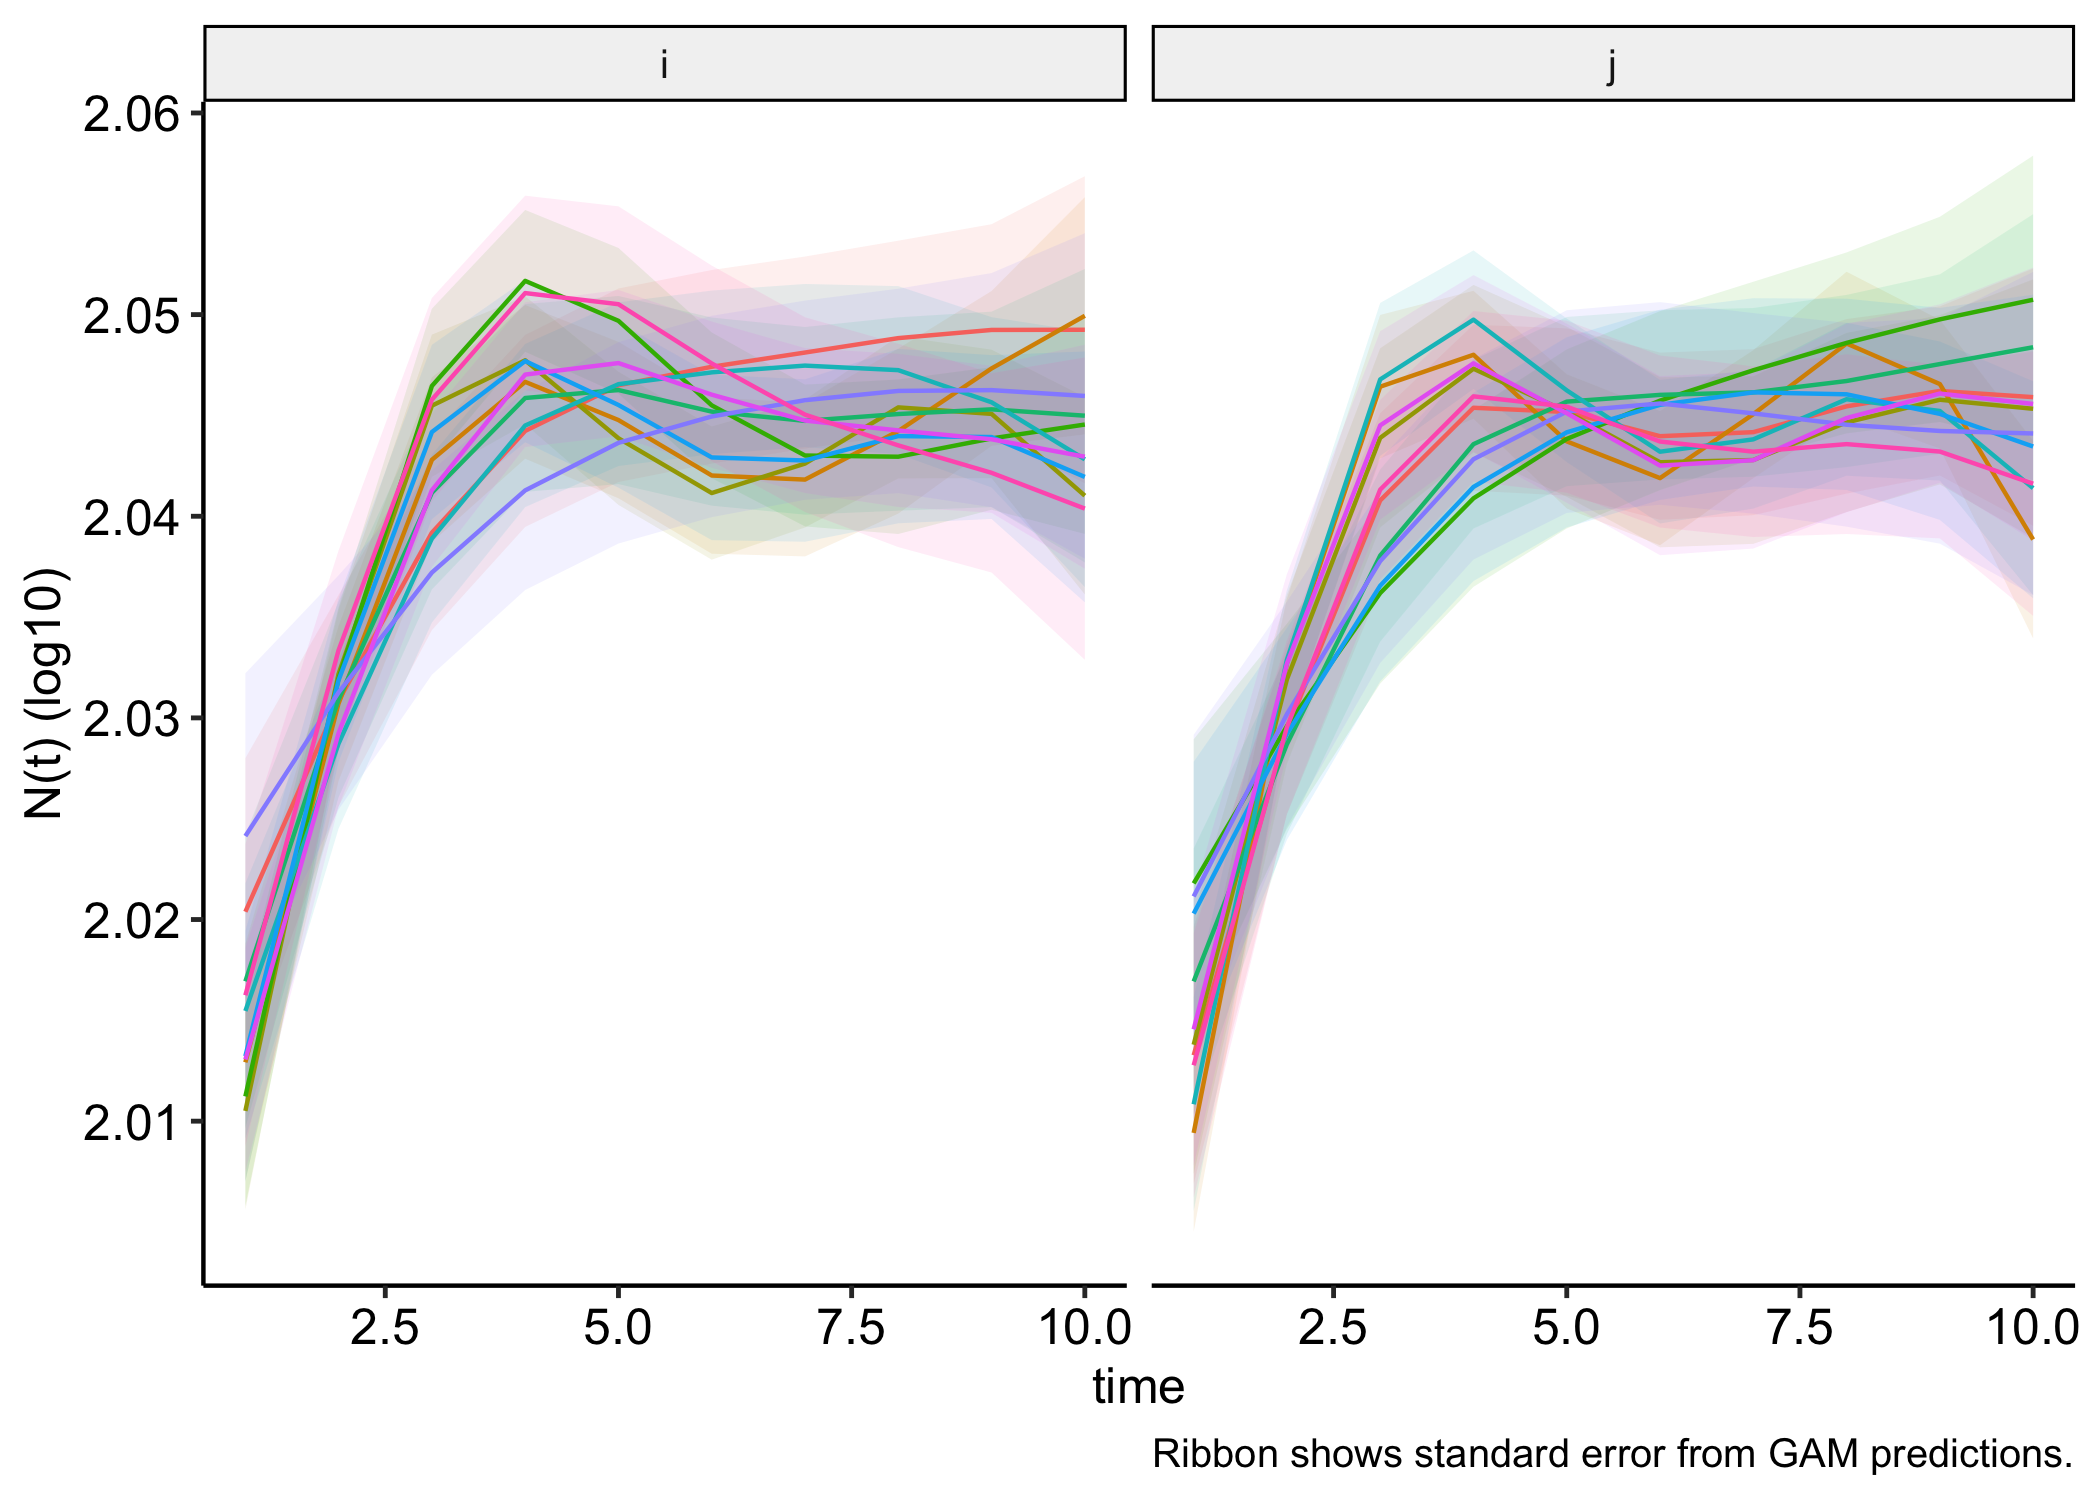 i
j
2.06
2.05
2.04
2.03
2.02
2.01
N(t) (log10)
2.5 5.0 7.5 10.0 2.5 5.0 7.5 10.0
time
Ribbon shows standard error from GAM predictions.